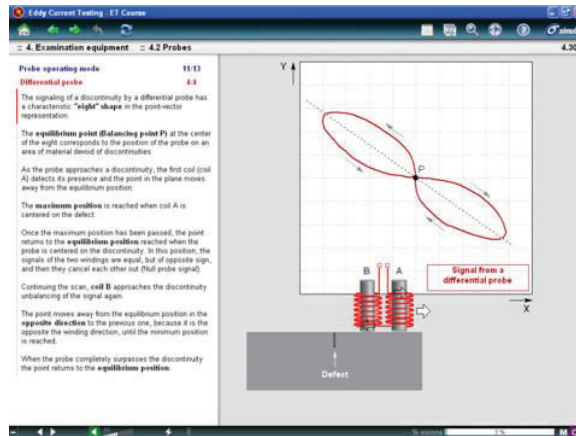 Eddy Current Testing - ET Course
:: 4. Examination equipment :: 4.2 Probes
4.30
Probe operating mode 11/13
Differential probe 4/4
The signaling of a discontinuity by a differential probe has
a characteristic "eight" shape in the point-vector
representation.
The equilibrium point (Balancing point P) at the center
of the eight corresponds to the position of the probe on an
area of material devoid of discontinuities.
As the probe approaches a discontinuity, the first coil (coil
A) detects its presence and the point in the plane moves
away from the equilibrium position.
The maximum position is reached when coil A is
centered on the defect.
Once the maximum position has been passed, the point
returns to the equilibrium position reached when the
probe is centered on the discontinuity. In this position, the
signals of the two windings are equal, but of opposite sign,
and then they cancel each other out (Null probe signal).
Continuing the scan, coil B approaches the discontinuity
unbalancing of the signal again.
The point moves away from the equilibrium position in the
opposite direction to the previous one, because it is the
opposite the winding direction, until the minimum position
is reached.
When the probe completely surpasses the discontinuity
the point returns to the equilibrium position.
Y
P
B A
Signal from a
differential probe
X
Defect